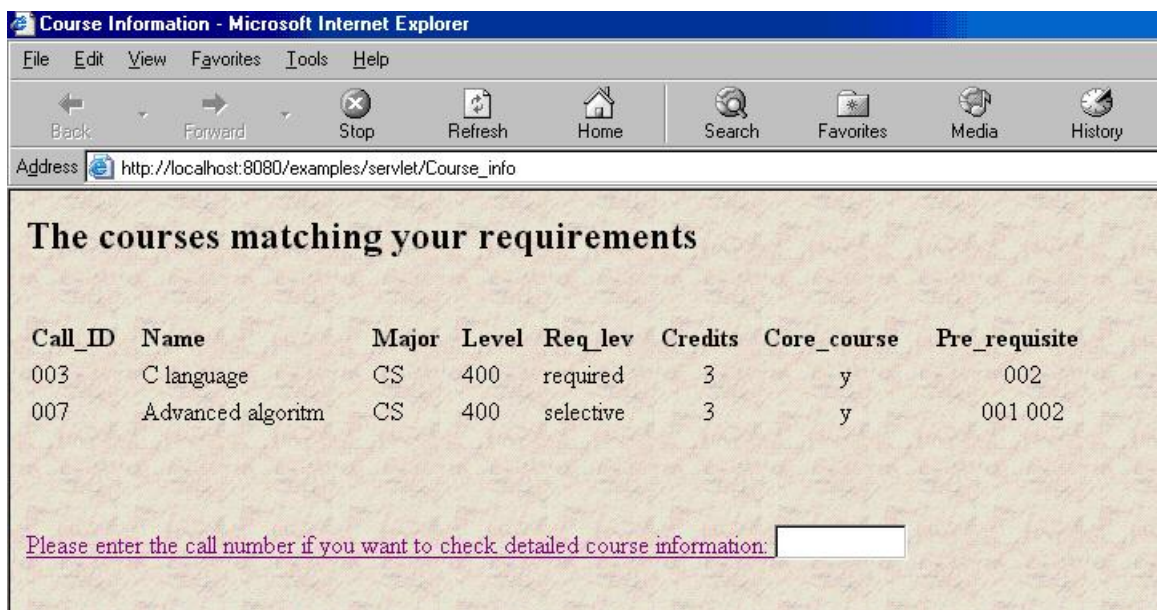 Course Information - Microsoft Internet Explorer
File Edit View Favorites Tools Help
Back Forward Stop Refresh Home Search Favorites Media History
Address http://localhost:8080/examples/servlet/Course_info
The courses matching your requirements
Call_ID Name Major Level Req_lev Credits Core_course Pre_requisite
003 C language CS 400 required 3 y 002
007 Advanced algoritm CS 400 selective 3 y 001 002
Please enter the call number if you want to check detailed course information: